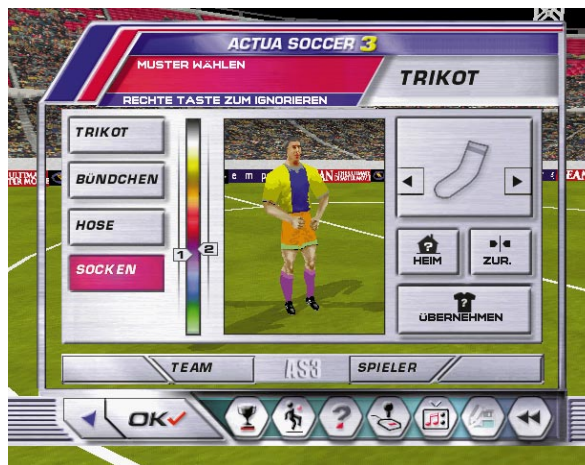 ACTUA SOCCER 3
MUSTER WÄHLEN
TRIKOT
RECHTE TASTE ZUM IGNORIEREN
TRIKOT
BÜNDCHEN
HOSE
SOCKEN
1 2
HEIM
ZUR.
ÜBERNEHMEN
TEAM
AS3
SPIELER
OK